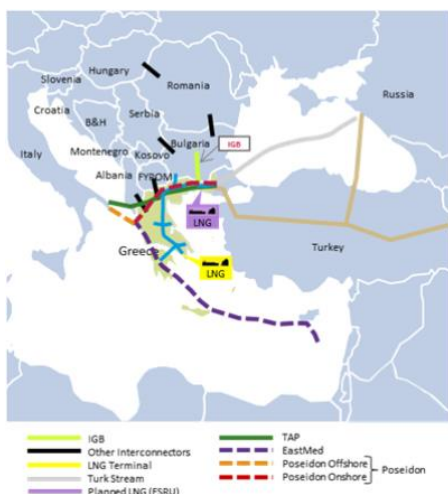 Hungary
Slovenia
Romania
Russia
Croatia
B&H
Serbia
Italy
Montenegro
Kosovo
Bulgaria
IGB
Albania
FYROM
LNG
Greece
LNG
Turkey
IGB
TAP
Other Interconnectors
EastMed
LNG Terminal
Poseidon Offshore
Poseidon
Turk Stream
Poseidon Onshore
Planned LNG (FSRU)